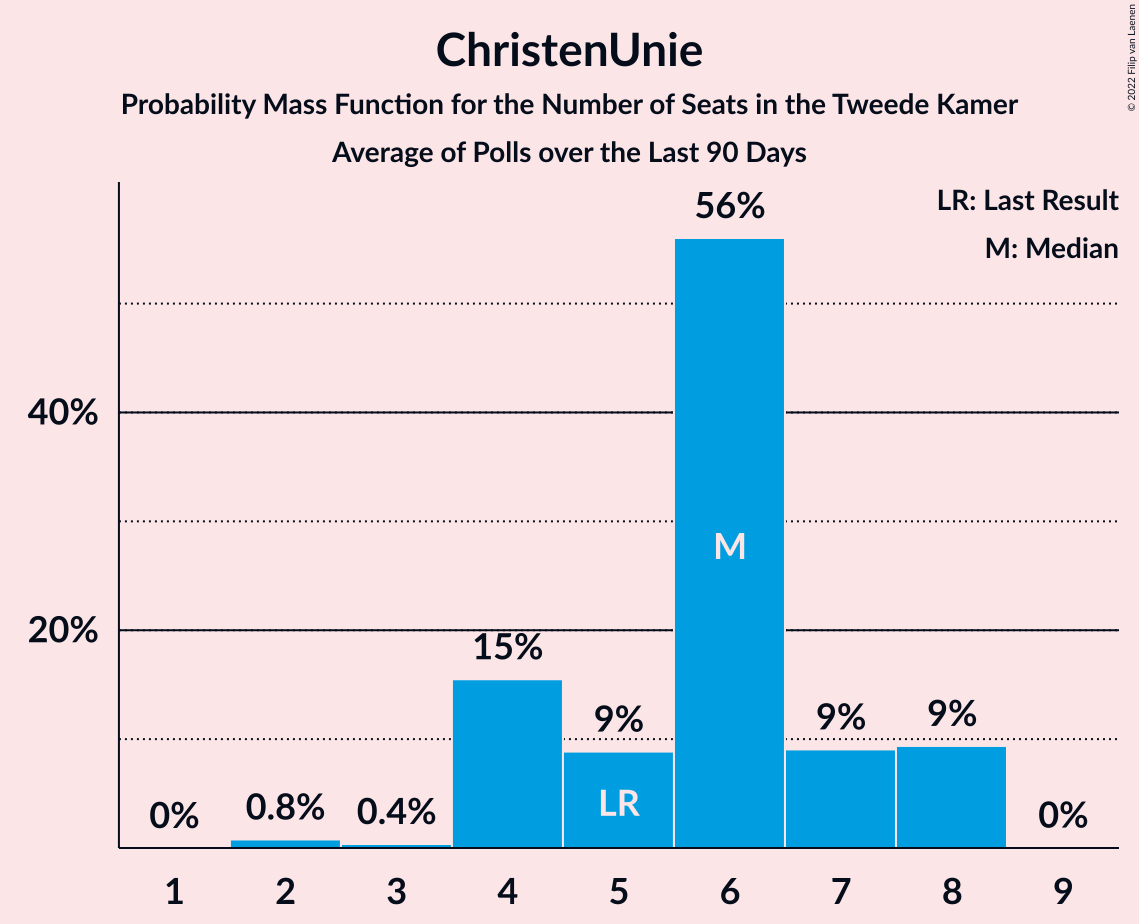 ChristenUnie
Probability Mass Function for the Number of Seats in the Tweede Kamer
Average of Polls over the Last 90 Days
© 2022 Filip van Laenen
LR: Last Result
M: Median
56%
40%
M
20%
15%
9%
9%
9%
0%
0.8%
0.4%
LR
0%
1 2 3 4 5 6 7 8 9